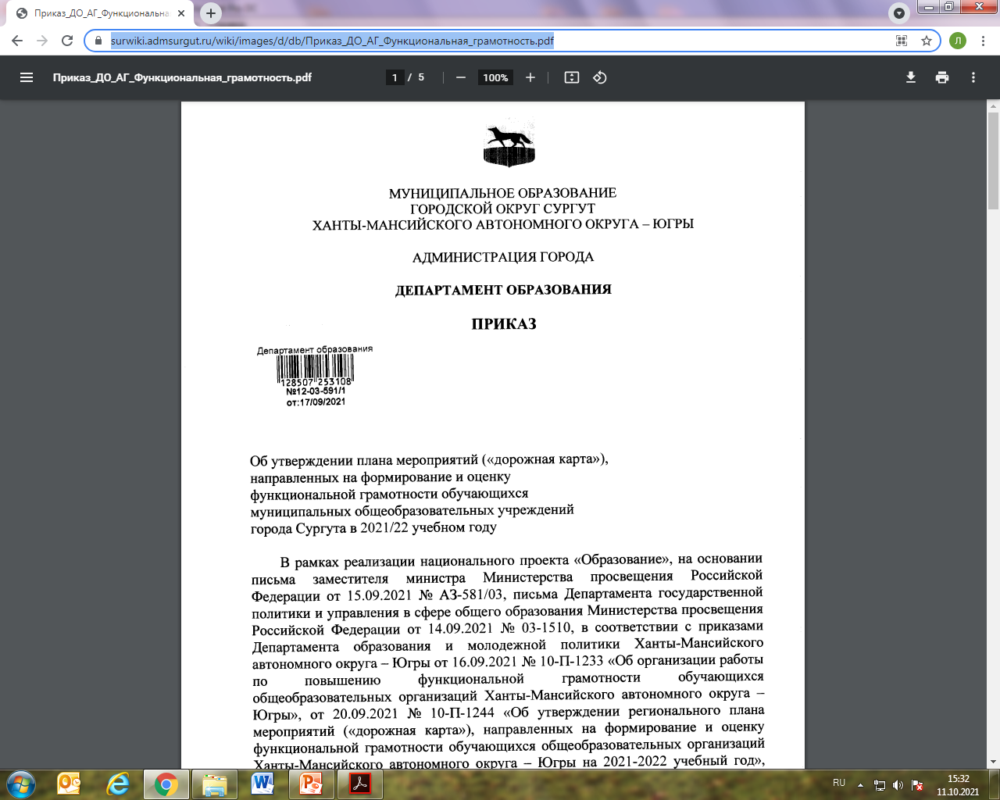 Приказ_ДО_АГ_Функциональна
surwiki.admsurgut.ru/wiki/images/d/db/Приказ_ДО_АГ_Функциональная_грамотность.pdf
Л
Приказ_ДО_АГ_Функциональная_грамотность.pdf
1 / 5
100%
МУНИЦИПАЛЬНОЕ ОБРАЗОВАНИЕ
ГОРОДСКОЙ ОКРУГ СУРГУТ
ХАНТЫ-МАНСИЙСКОГО АВТОНОМНОГО ОКРУГА – ЮГРЫ
АДМИНИСТРАЦИЯ ГОРОДА
ДЕПАРТАМЕНТ ОБРАЗОВАНИЯ
ПРИКАЗ
Департамент образования
128507 253108
№12-03-591/1
от:17/09/2021
Об утверждении плана мероприятий («дорожная карта»),
направленных на формирование и оценку
функциональной грамотности обучающихся
муниципальных общеобразовательных учреждений
города Сургута в 2021/22 учебном году
В рамках реализации национального проекта «Образование», на основании
письма заместителя министра Министерства просвещения Российской
Федерации от 15.09.2021 № АЗ-581/03, письма Департамента государственной
политики и управления в сфере общего образования Министерства просвещения
Российской Федерации от 14.09.2021 № 03-1510, в соответствии с приказами
Департамента образования и молодежной политики Ханты-Мансийского
автономного округа – Югры от 16.09.2021 № 10-П-1233 «Об организации работы
по повышению функциональной грамотности обучающихся
общеобразовательных организаций Ханты-Мансийского автономного округа –
Югры», от 20.09.2021 № 10-П-1244 «Об утверждении регионального плана
мероприятий («дорожная карта»), направленных на формирование и оценку
функциональной грамотности обучающихся общеобразовательных организаций
Ханты-Мансийского автономного округа – Югры на 2021-2022 учебный год»,
RU
15:32
11.10.2021